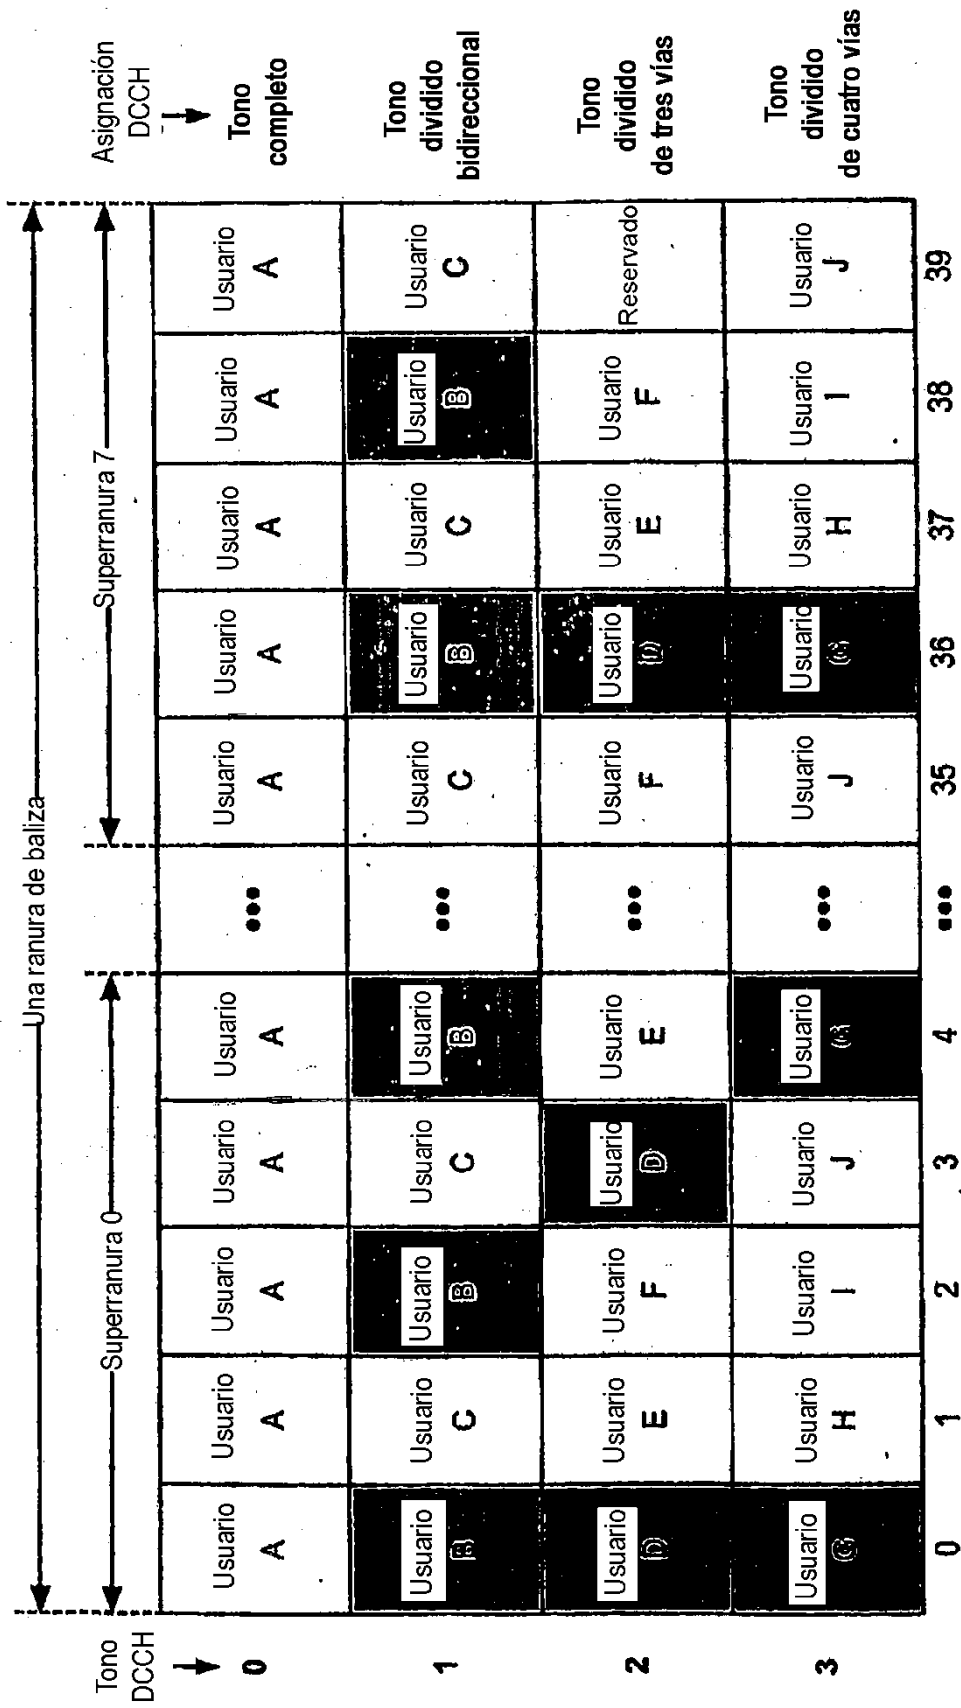 Una ranura de baliza
Superranura 0
Superranura 7
Tono
DCCH
Asignación
DCCH
0
Usuario
A
Usuario
A
Usuario
A
Usuario
A
Usuario
A
•••
Usuario
A
Usuario
A
Usuario
A
Usuario
A
Usuario
A
Tono
completo
1
Usuario
B
Usuario
C
Usuario
B
Usuario
C
Usuario
B
•••
Usuario
C
Usuario
B
Usuario
C
Usuario
B
Usuario
C
Tono
dividido
bidireccional
2
Usuario
D
Usuario
E
Usuario
F
Usuario
D
Usuario
E
•••
Usuario
F
Usuario
D
Usuario
E
Usuario
F
Reservado
Tono
dividido
de tres vías
3
Usuario
G
Usuario
H
Usuario
I
Usuario
J
Usuario
G
•••
Usuario
J
Usuario
G
Usuario
H
Usuario
I
Usuario
J
Tono
dividido
de cuatro vías
0 1 2 3 4 ••• 35 36 37 38 39